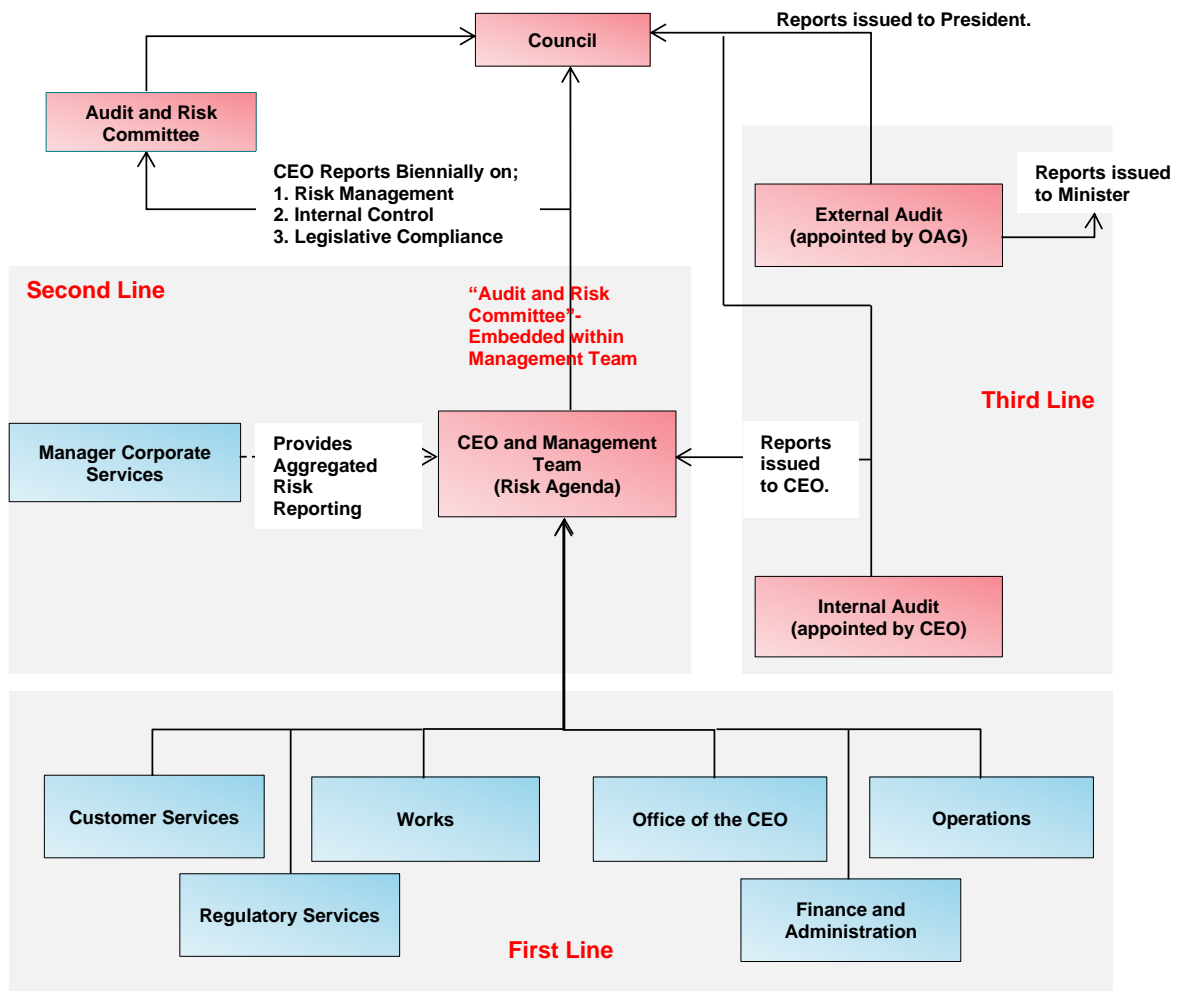 Reports issued to President.
Council
Audit and Risk
Committee
CEO Reports Biennially on;
1. Risk Management
2. Internal Control
3. Legislative Compliance
Reports issued
to Minister
External Audit
(appointed by OAG)
Second Line
“Audit and Risk
Committee”-
Embedded within
Management Team
Third Line
Manager Corporate
Services
Provides
Aggregated
Risk
Reporting
CEO and Management
Team
(Risk Agenda)
Reports
issued
to CEO.
Internal Audit
(appointed by CEO)
Customer Services
Works
Office of the CEO
Operations
Regulatory Services
Finance and
Administration
First Line